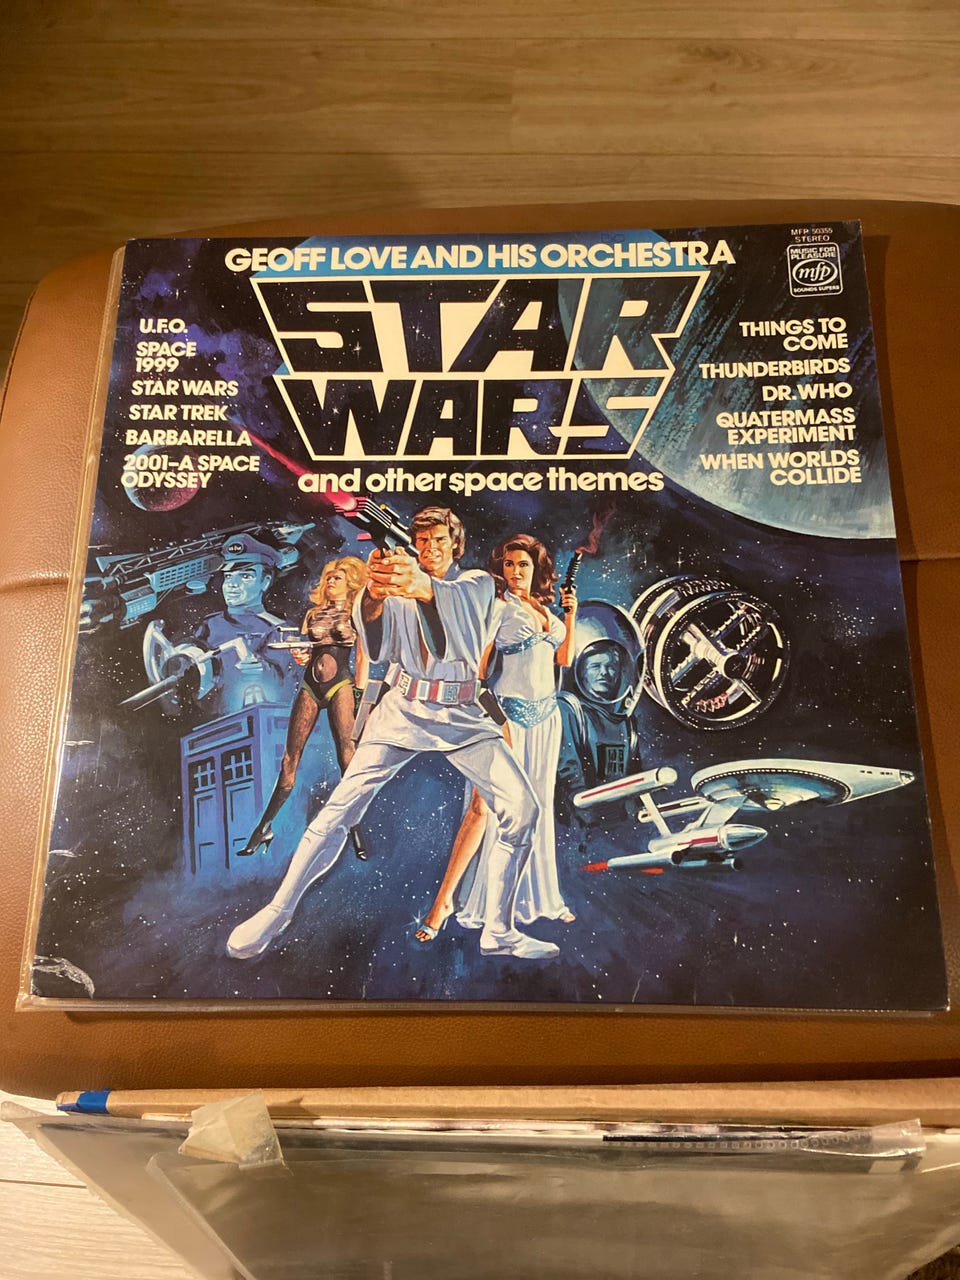 GEOFF LOVE AND HIS ORCHESTRA
MFP 50355
STEREO
MUSIC FOR
PLEASURE
mfp
SOUNDS SUPERB
STAR
WARS
and other space themes
U.F.O.
SPACE
1999
STAR WARS
STAR TREK
BARBARELLA
2001-A SPACE
ODYSSEY
THINGS TO
COME
THUNDERBIRDS
DR. WHO
QUATERMASS
EXPERIMENT
WHEN WORLDS
COLLIDE